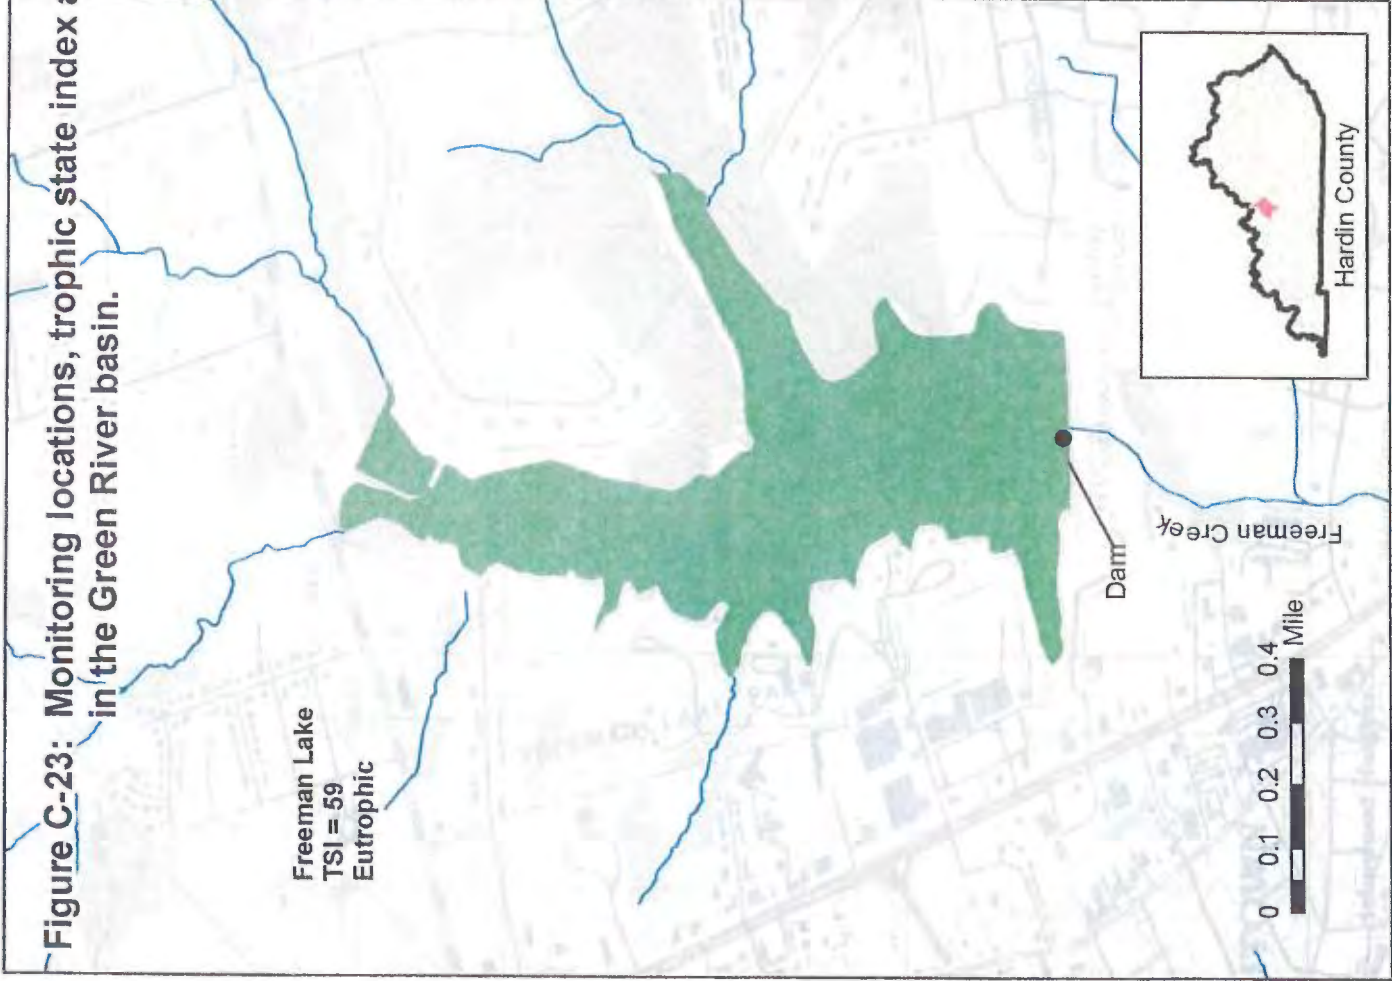 Figure C-23: Monitoring locations, trophic state index a
in the Green River basin.
Freeman Lake
TSI = 59
Eutrophic
Dam
Freeman Creek
0 0.1 0.2 0.3 0.4
Mile
Hardin County